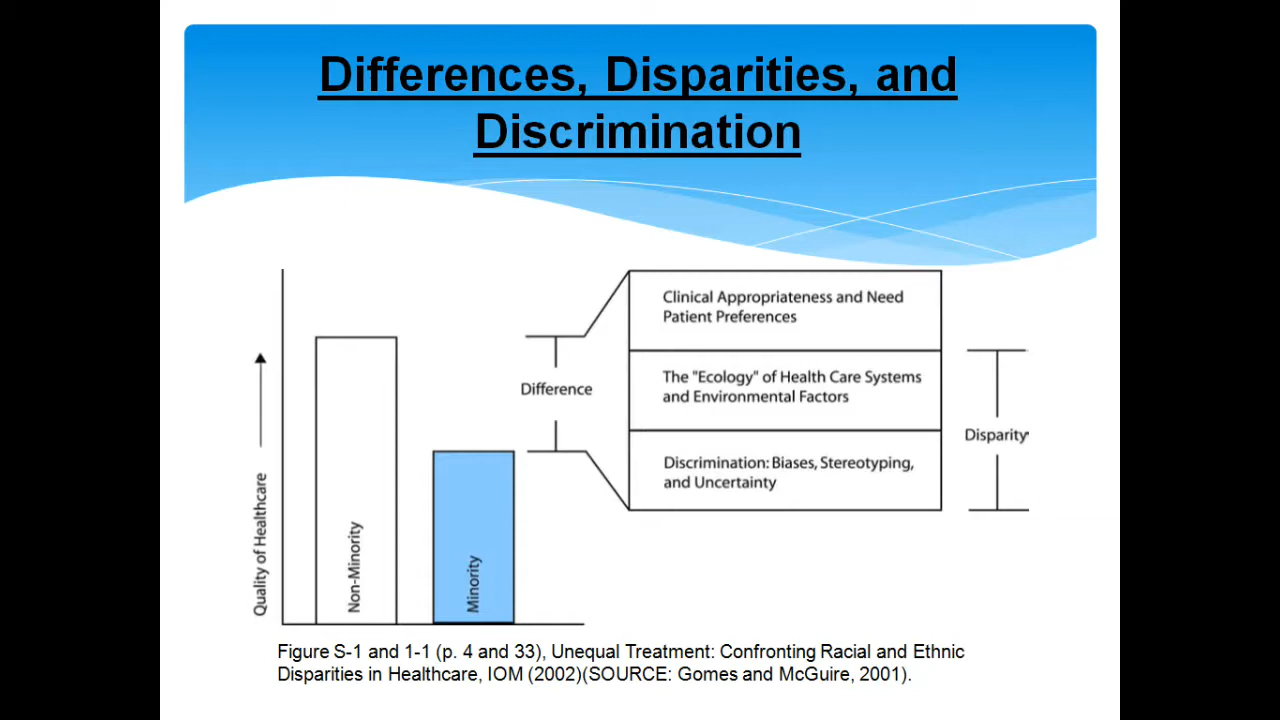 Differences, Disparities, and
Discrimination
Clinical Appropriateness and Need
Patient Preferences
Difference
The "Ecology" of Health Care Systems
and Environmental Factors
Disparity
Discrimination: Biases, Stereotyping,
and Uncertainty
Quality of Healthcare
Non-Minority
Minority
Figure S-1 and 1-1 (p. 4 and 33), Unequal Treatment: Confronting Racial and Ethnic
Disparities in Healthcare, IOM (2002)(SOURCE: Gomes and McGuire, 2001).